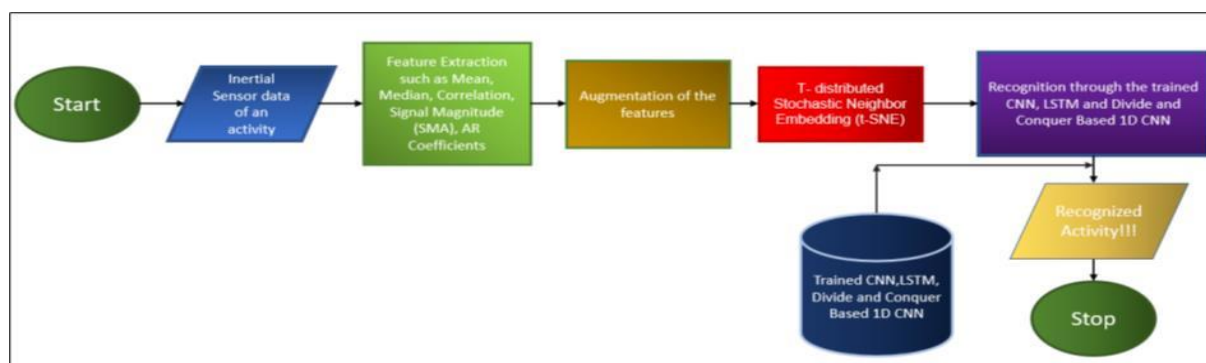 Start
Inertial
Sensor data
of an
activity
Feature Extraction
such as Mean,
Median, Correlation,
Signal Magnitude
(SMA), AR
Coefficients
Augmentation of the
features
T- distributed
Stochastic Neighbor
Embedding (t-SNE)
Recognition through the trained
CNN, LSTM and Divide and
Conquer Based 1D CNN
Trained CNN,LSTM,
Divide and Conquer
Based 1D CNN
Recognized
Activity!!!
Stop